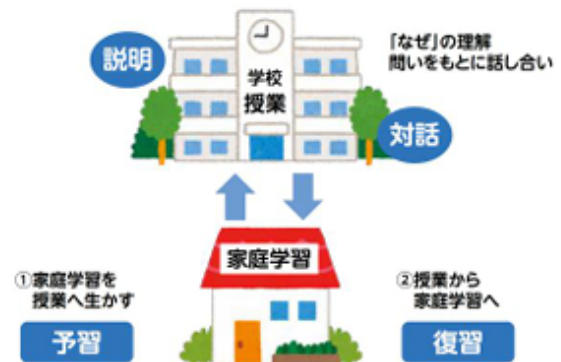 説明
学校
授業
「なぜ」の理解
問いをもとに話し合い
対話
家庭学習
①家庭学習を
授業へ生かす
予習
②授業から
家庭学習へ
復習